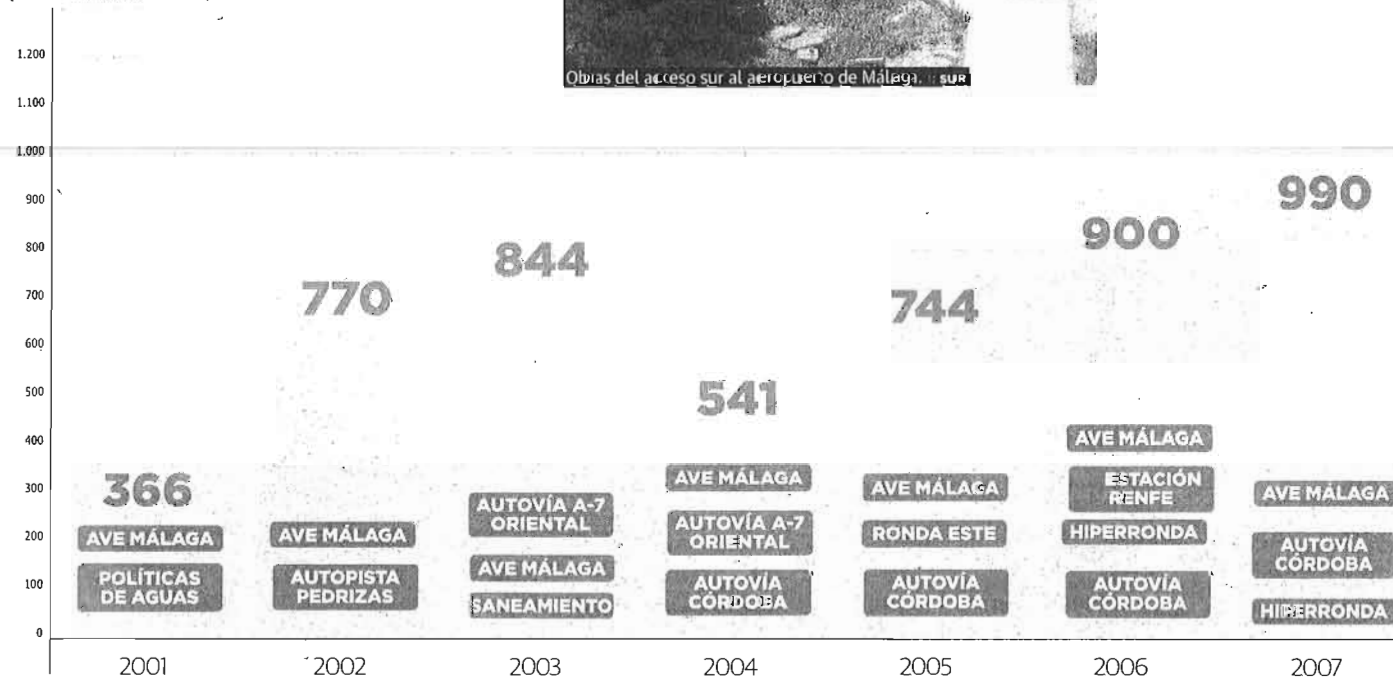 Obras del acceso sur al aeropuerto de Málaga. SUR
1.200
1.100
1.000
900
800
700
600
500
400
300
200
100
0
366
AVE MÁLAGA
POLÍTICAS
DE AGUAS
2001
770
AVE MÁLAGA
AUTOPISTA
PEDRIZAS
2002
844
AUTOVÍA A-7
ORIENTAL
AVE MÁLAGA
SANEAMIENTO
2003
541
AVE MÁLAGA
AUTOVÍA A-7
ORIENTAL
AUTOVÍA
CÓRDOBA
2004
744
AVE MÁLAGA
RONDA ESTE
AUTOVÍA
CÓRDOBA
2005
900
AVE MÁLAGA
ESTACIÓN
RENFE
HIPERRONDA
AUTOVÍA
CÓRDOBA
2006
990
AVE MÁLAGA
AUTOVÍA
CÓRDOBA
HIPERRONDA
2007